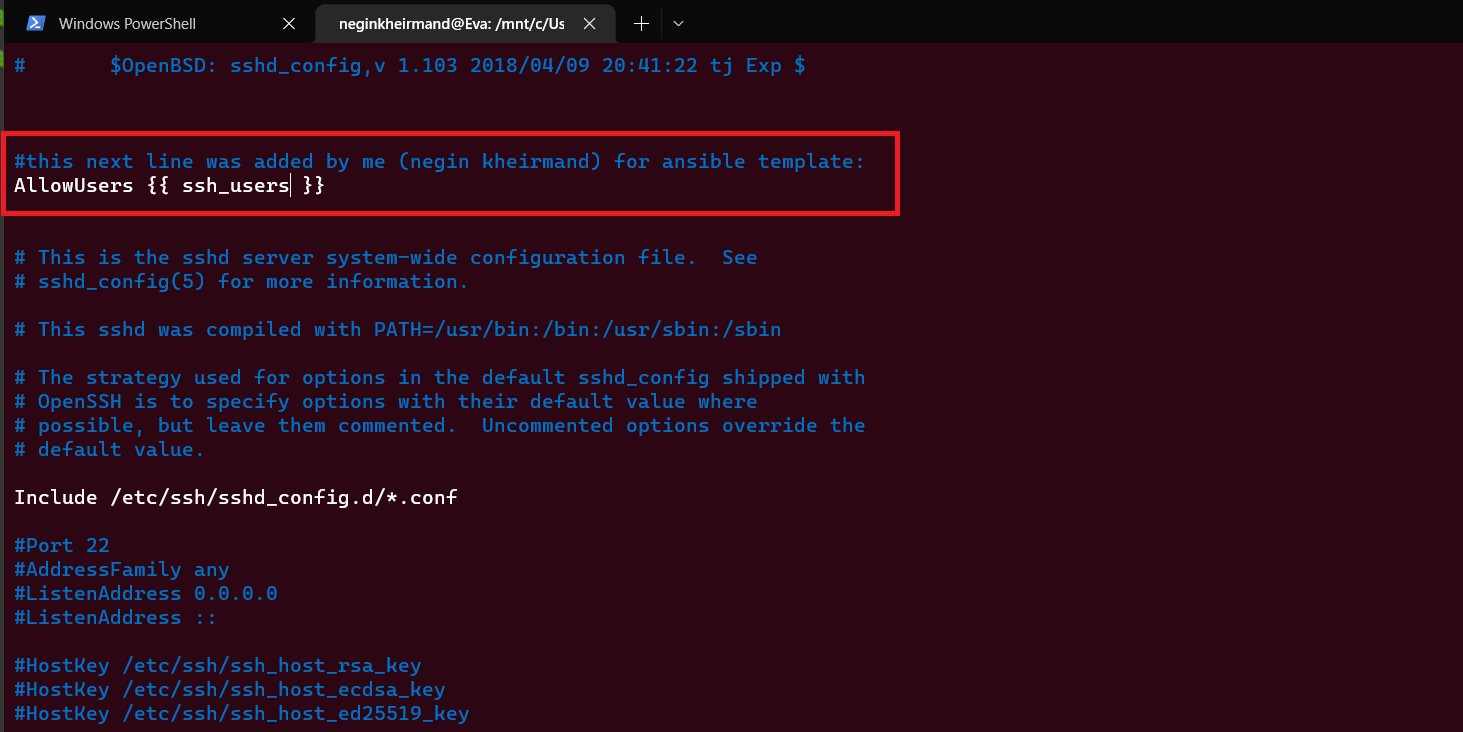 Windows PowerShell
neginkheirmand@Eva: /mnt/c/Us
#       $OpenBSD: sshd_config,v 1.103 2018/04/09 20:41:22 tj Exp $
#this next line was added by me (negin kheirmand) for ansible template:
AllowUsers {{ ssh_users }}
# This is the sshd server system-wide configuration file.  See
# sshd_config(5) for more information.
# This sshd was compiled with PATH=/usr/bin:/bin:/usr/sbin:/sbin
# The strategy used for options in the default sshd_config shipped with
# OpenSSH is to specify options with their default value where
# possible, but leave them commented.  Uncommented options override the
# default value.
Include /etc/ssh/sshd_config.d/*.conf
#Port 22
#AddressFamily any
#ListenAddress 0.0.0.0
#ListenAddress ::
#HostKey /etc/ssh/ssh_host_rsa_key
#HostKey /etc/ssh/ssh_host_ecdsa_key
#HostKey /etc/ssh/ssh_host_ed25519_key